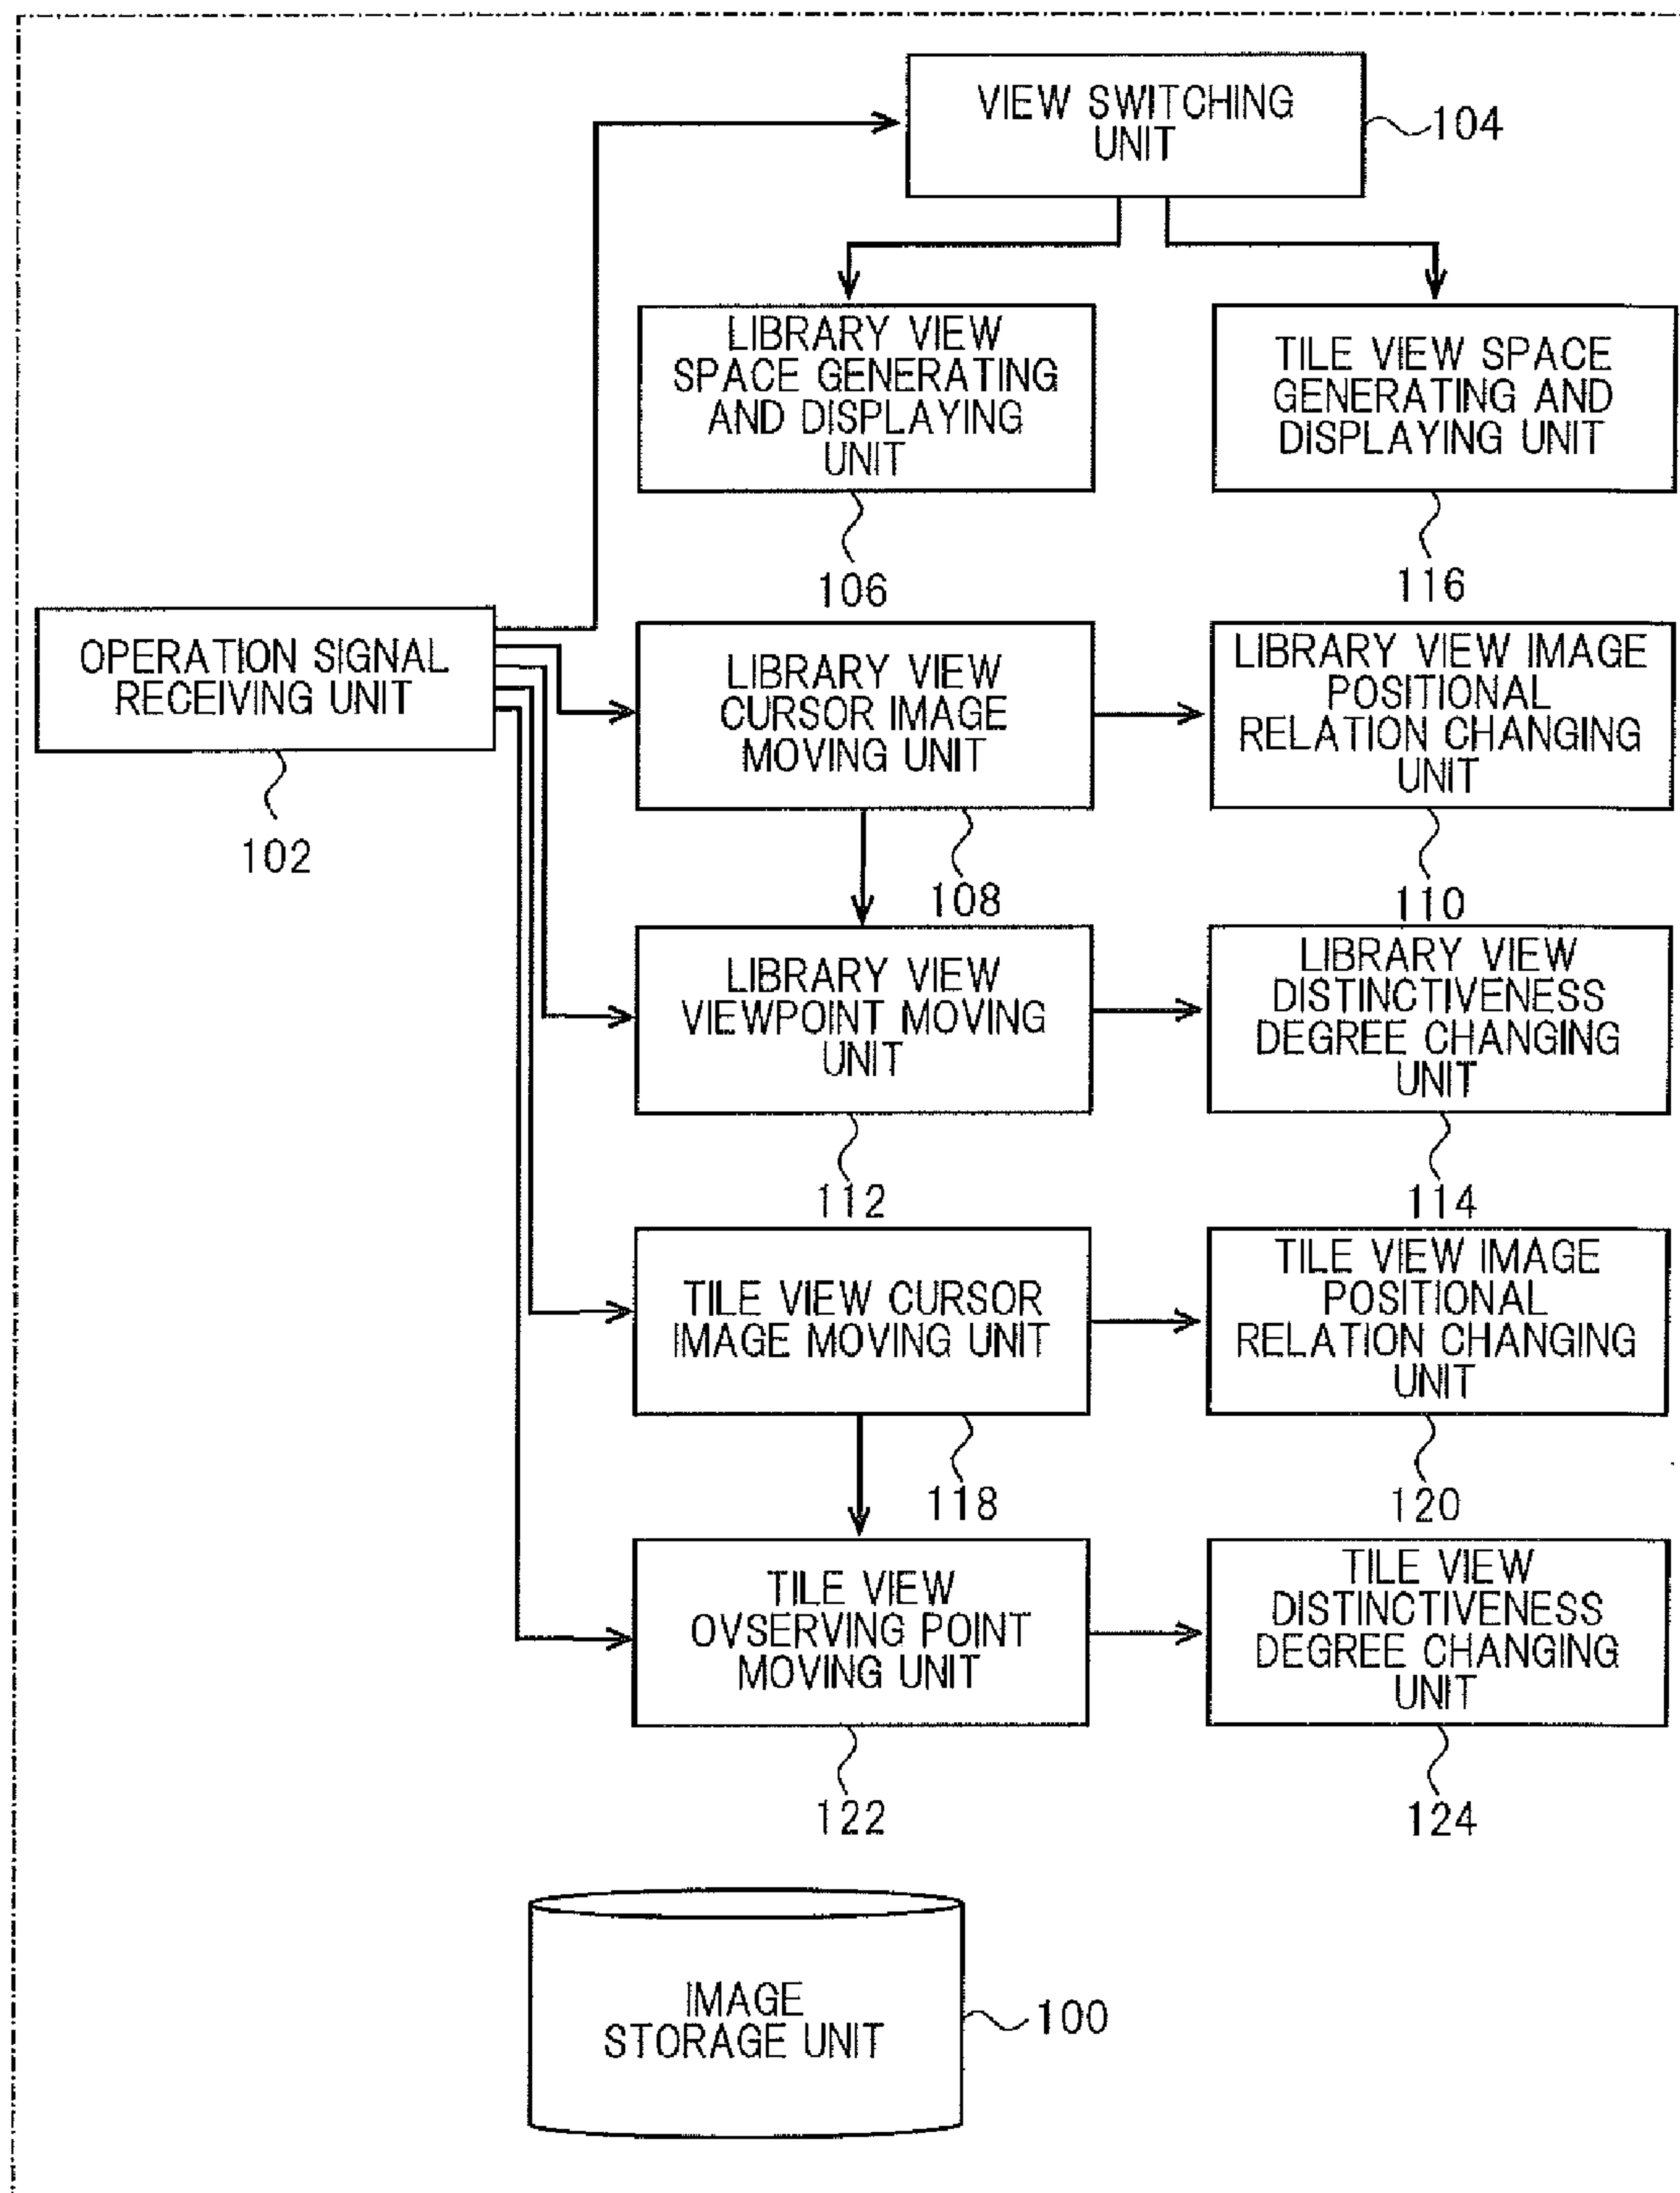 VIEW SWITCHING
UNIT
104
LIBRARY VIEW
SPACE GENERATING
AND DISPLAYING
UNIT
106
TILE VIEW SPACE
GENERATING AND
DISPLAYING UNIT
116
OPERATION SIGNAL
RECEIVING UNIT
102
LIBRARY VIEW
CURSOR IMAGE
MOVING UNIT
108
LIBRARY VIEW IMAGE
POSITIONAL
RELATION CHANGING
UNIT
110
LIBRARY VIEW
VIEWPOINT MOVING
UNIT
112
LIBRARY VIEW
DISTINCTIVENESS
DEGREE CHANGING
UNIT
114
TILE VIEW CURSOR
IMAGE MOVING UNIT
118
TILE VIEW IMAGE
POSITIONAL
RELATION CHANGING
UNIT
120
TILE VIEW
OVSERVING POINT
MOVING UNIT
122
TILE VIEW
DISTINCTIVENESS
DEGREE CHANGING
UNIT
124
IMAGE
STORAGE UNIT
100